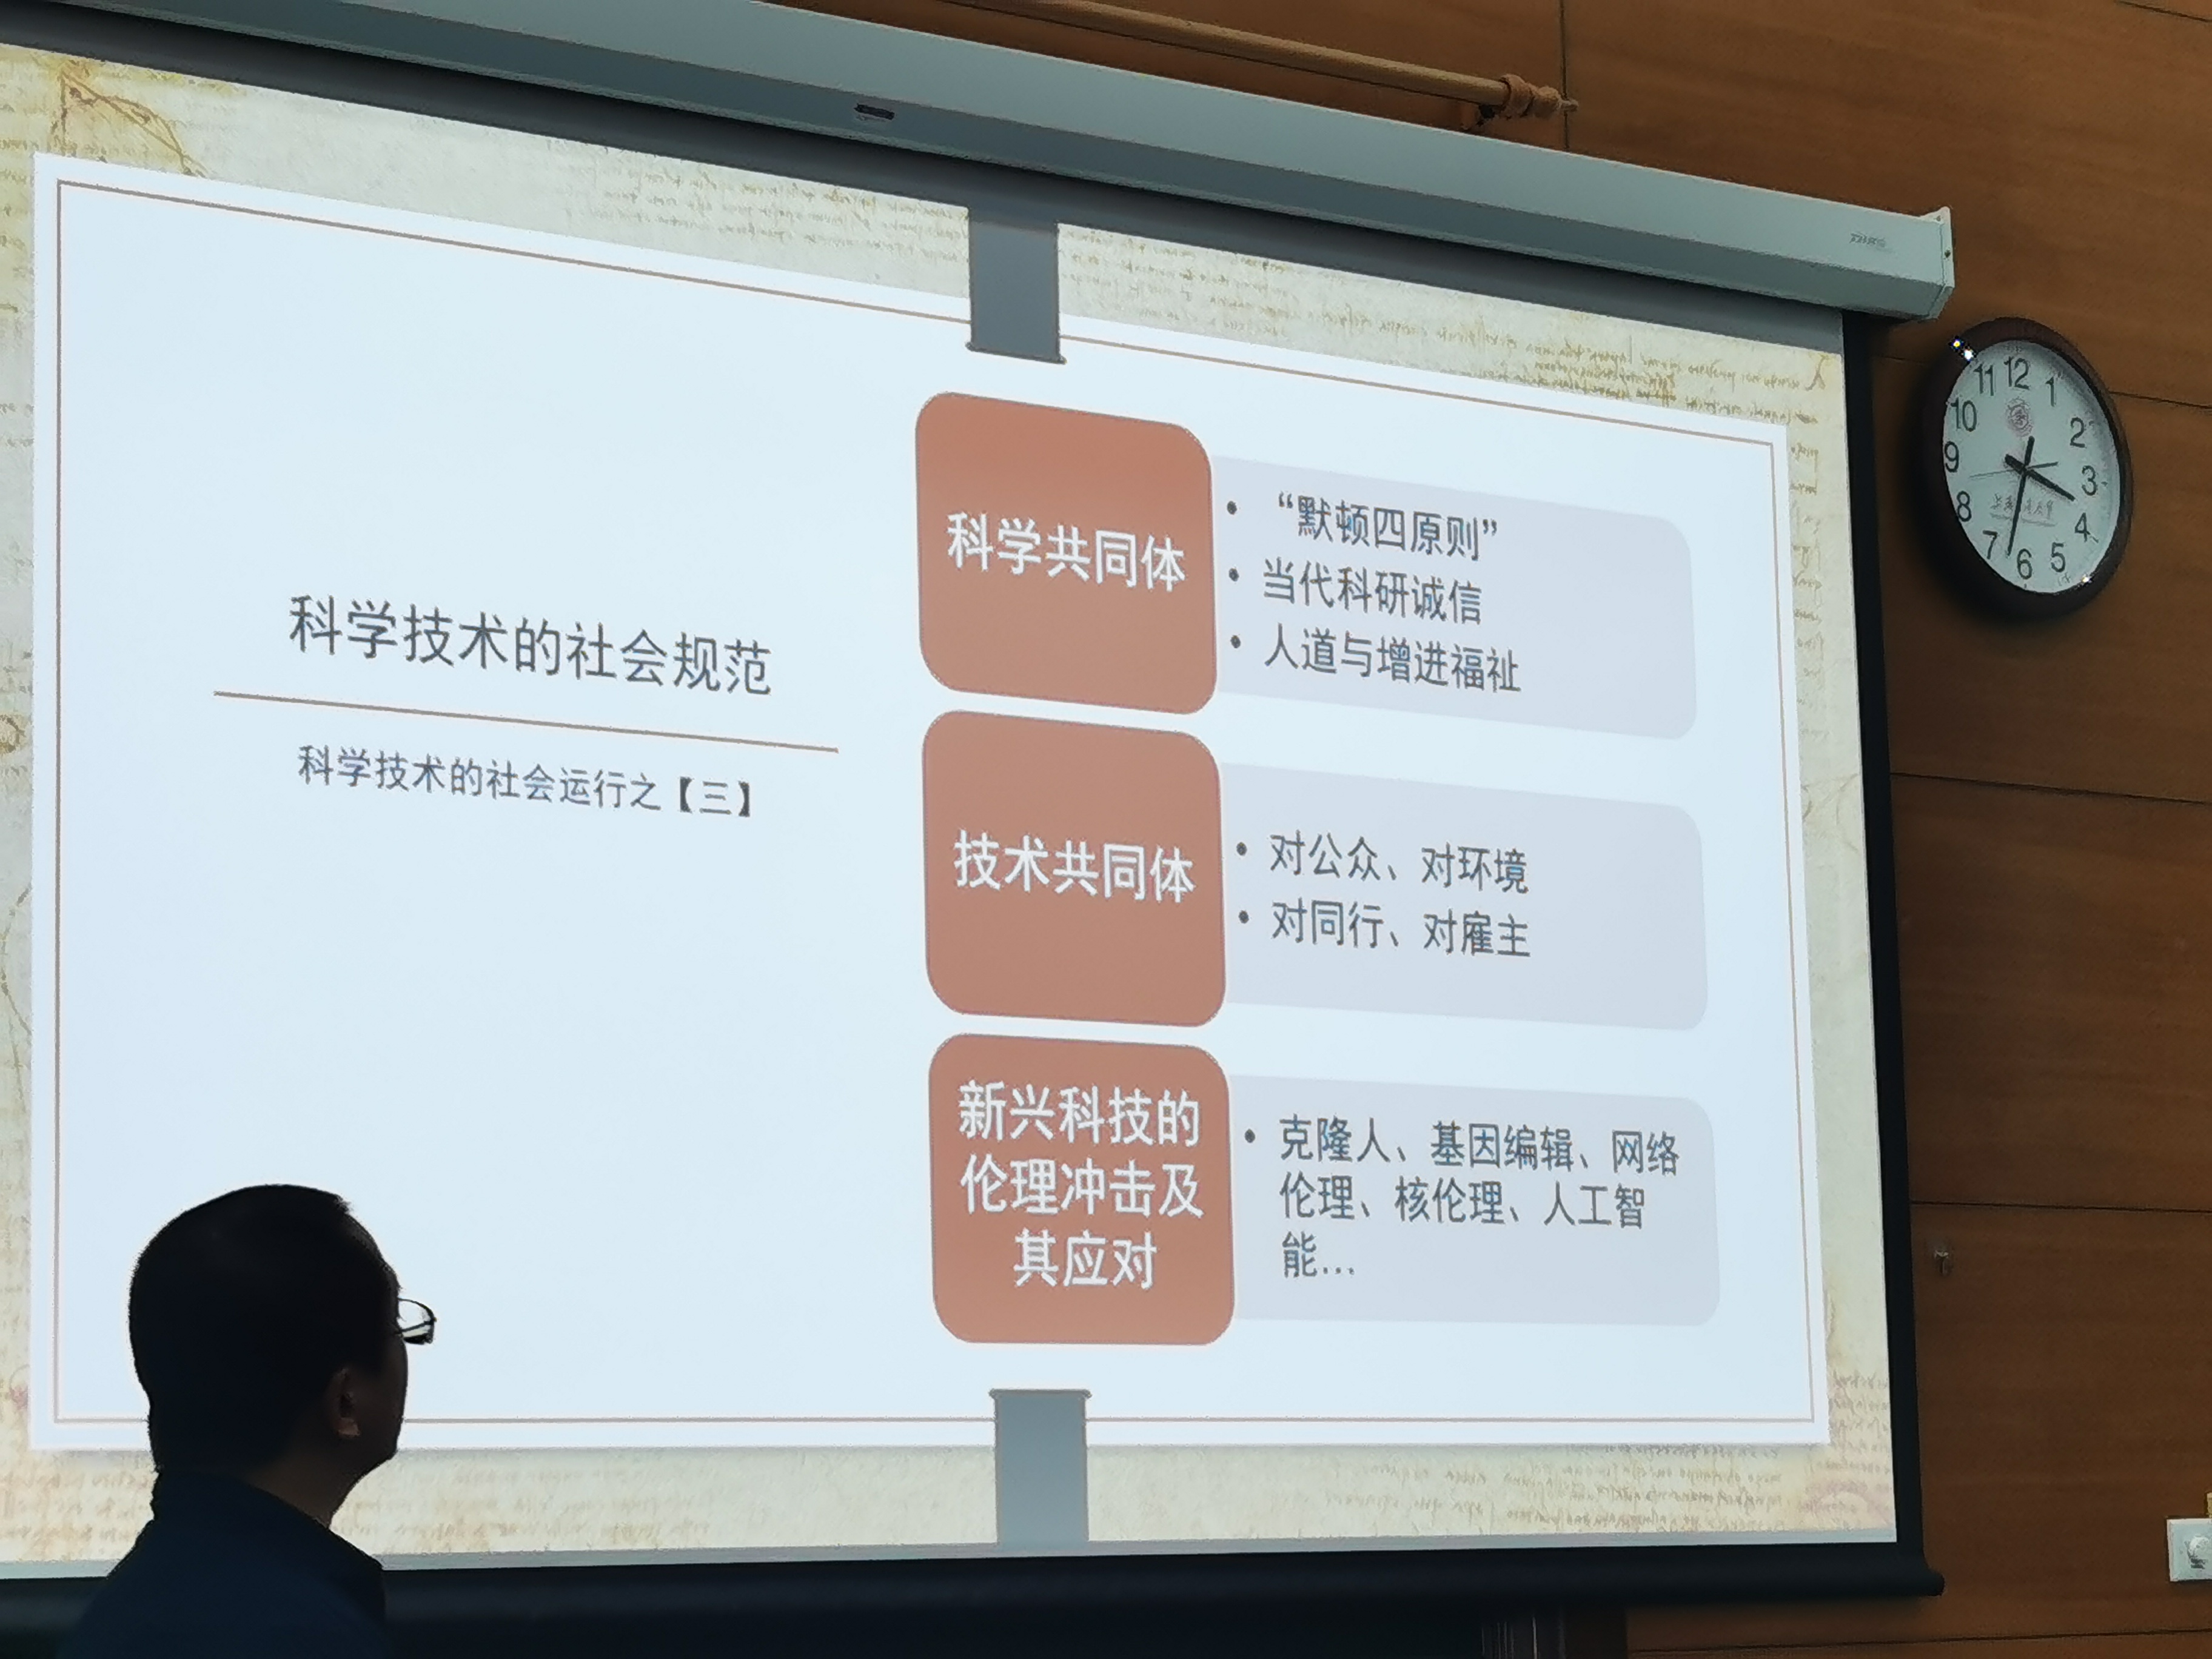 科学技术的社会规范
科学技术的社会运行之【三】
科学共同体
• “默顿四原则”
• 当代科研诚信
• 人道与增进福祉
技术共同体
• 对公众、对环境
• 对同行、对雇主
新兴科技的
伦理冲击及
其应对
• 克隆人、基因编辑、网络
伦理、核伦理、人工智
能…
12
1
2
3
4
5
6
7
8
9
10
11